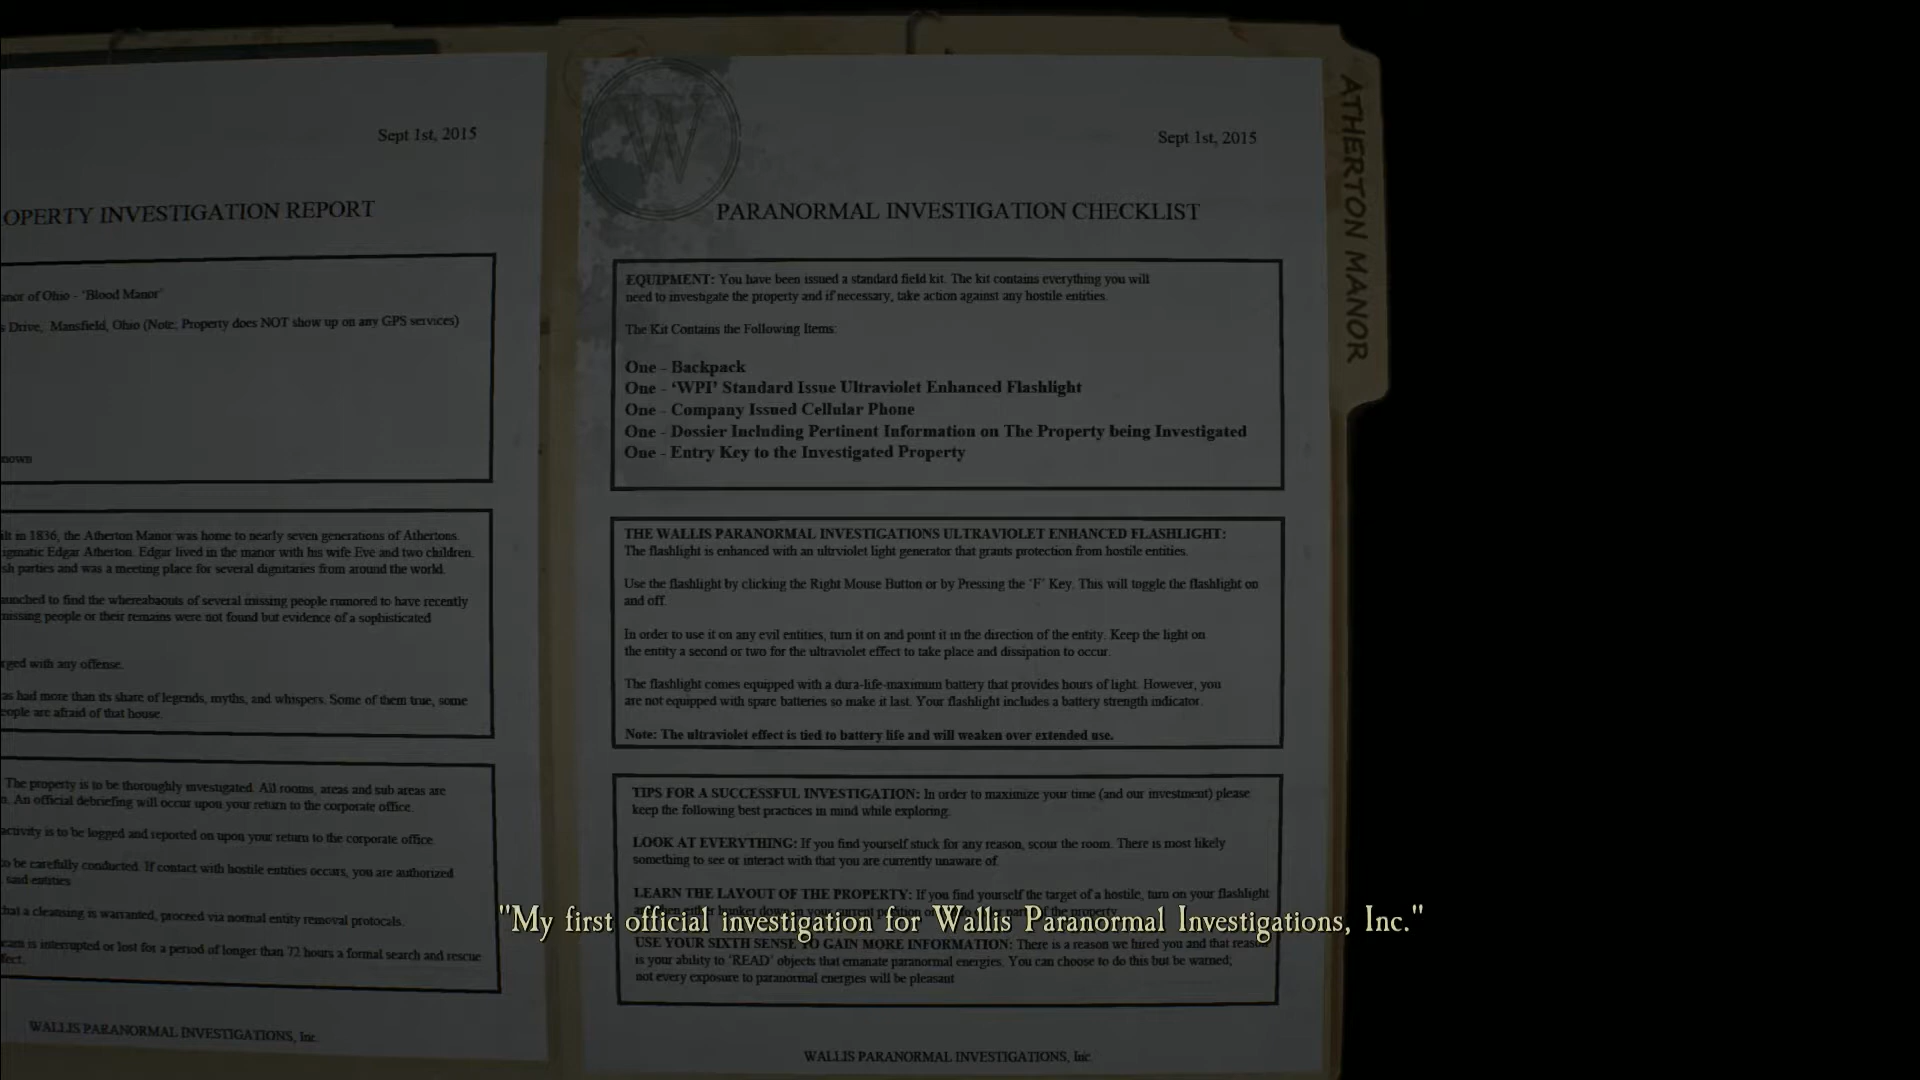 Sept 1st, 2015
OPERTY INVESTIGATION REPORT
anor of Ohio - 'Blood Manor'
s Drive, Mansfield, Ohio (Note: Property does NOT show up on any GPS services)
nown
ilt in 1836, the Atherton Manor was home to nearly seven generations of Athertons.
igmatic Edgar Atherton. Edgar lived in the manor with his wife Eve and two children.
sh parties and was a meeting place for several dignitaries from around the world.
aunched to find the whereabaouts of several missing people rumored to have recently
missing people or their remains were not found but evidence of a sophisticated
rged with any offense.
as had more than its share of legends, myths, and whispers. Some of them true, some
eople are afraid of that house.
The property is to be thoroughly investigated. All rooms, areas and sub areas are
n. An official debriefing will occur upon your return to the corporate office.
activity is to be logged and reported on upon your return to the corporate office
to be carefully conducted. If contact with hostile entities occurs, you are authorized
said entities
hat a cleansing is warranted, proceed via normal entity removal protocals.
eam is interrupted or lost for a period of longer than 72 hours a formal search and rescue
fect.
WALLIS PARANORMAL INVESTIGATIONS, Inc.
W
Sept 1st, 2015
PARANORMAL INVESTIGATION CHECKLIST
EQUIPMENT: You have been issued a standard field kit. The kit contains everything you will
need to investigate the property and if necessary, take action against any hostile entities.
The Kit Contains the Following Items:
One - Backpack
One - 'WPI' Standard Issue Ultraviolet Enhanced Flashlight
One - Company Issued Cellular Phone
One - Dossier Including Pertinent Information on The Property being Investigated
One - Entry Key to the Investigated Property
THE WALLIS PARANORMAL INVESTIGATIONS ULTRAVIOLET ENHANCED FLASHLIGHT:
The flashlight is enhanced with an ultrviolet light generator that grants protection from hostile entities.
Use the flashlight by clicking the Right Mouse Button or by Pressing the 'F' Key. This will toggle the flashlight on
and off.
In order to use it on any evil entities, turn it on and point it in the direction of the entity. Keep the light on
the entity a second or two for the ultraviolet effect to take place and dissipation to occur.
The flashlight comes equipped with a dura-life-maximum battery that provides hours of light. However, you
are not equipped with spare batteries so make it last. Your flashlight includes a battery strength indicator.
Note: The ultraviolet effect is tied to battery life and will weaken over extended use.
TIPS FOR A SUCCESSFUL INVESTIGATION: In order to maximize your time (and our investment) please
keep the following best practices in mind while exploring.
LOOK AT EVERYTHING: If you find yourself stuck for any reason, scour the room. There is most likely
something to see or interact with that you are currently unaware of.
LEARN THE LAYOUT OF THE PROPERTY: If you find yourself the target of a hostile, turn on your flashlight
USE YOUR SIXTH SENSE TO GAIN MORE INFORMATION: There is a reason we hired you and that reason
is your ability to 'READ' objects that emanate paranormal energies. You can choose to do this but be warned;
not every exposure to paranormal energies will be pleasant
WALLIS PARANORMAL INVESTIGATIONS, Inc.
ATHERTON MANOR
"My first official investigation for Wallis Paranormal Investigations, Inc."